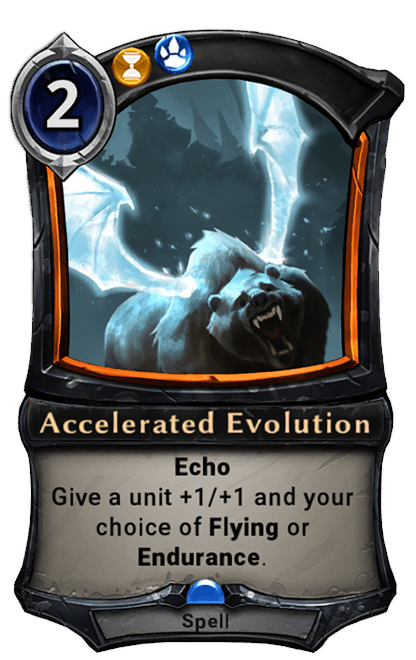 2
Accelerated Evolution
Echo
Give a unit +1/+1 and your
choice of Flying or
Endurance.
Spell